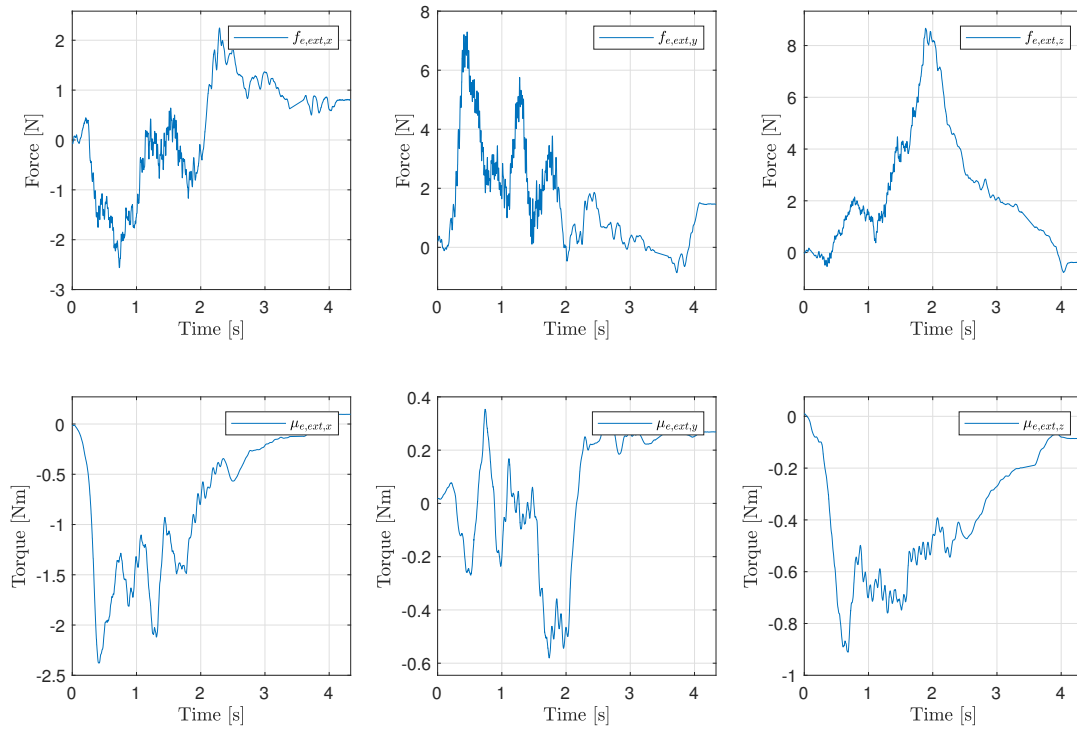 f_{e,ext,x}
2
1
0
-1
-2
-3
Force [N]
0 1 2 3 4
Time [s]
f_{e,ext,y}
8
6
4
2
0
Force [N]
0 1 2 3 4
Time [s]
f_{e,ext,z}
8
6
4
2
0
Force [N]
0 1 2 3 4
Time [s]
μ_{e,ext,x}
0
-0.5
-1
-1.5
-2
-2.5
Torque [Nm]
0 1 2 3 4
Time [s]
μ_{e,ext,y}
0.4
0.2
0
-0.2
-0.4
-0.6
Torque [Nm]
0 1 2 3 4
Time [s]
μ_{e,ext,z}
0
-0.2
-0.4
-0.6
-0.8
-1
Torque [Nm]
0 1 2 3 4
Time [s]